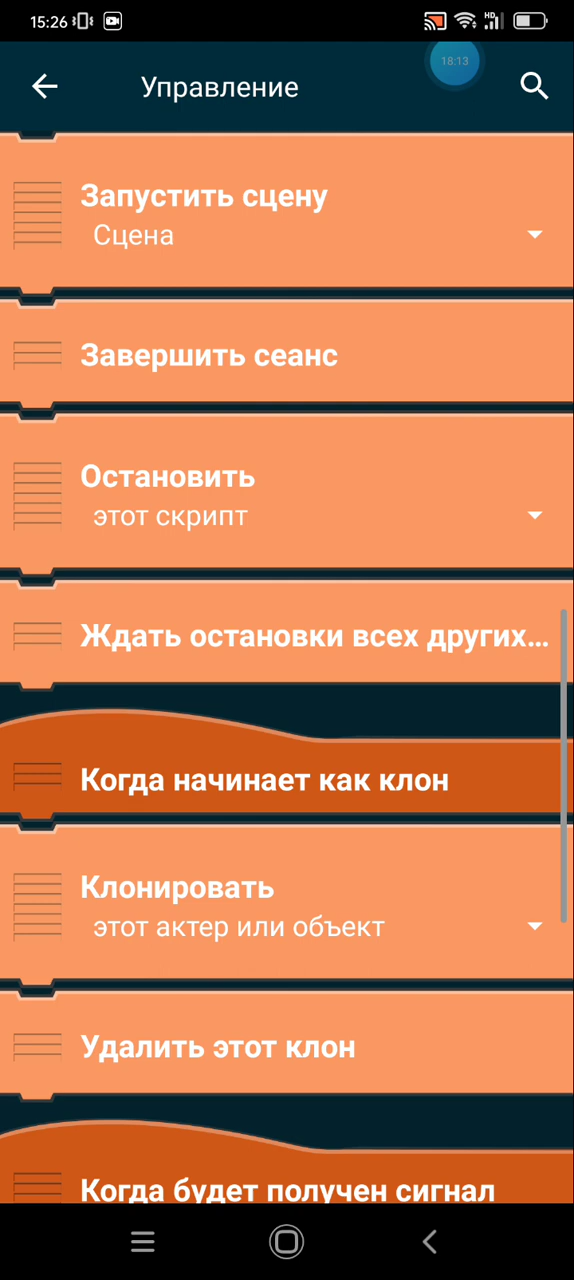 15:26
HD
18:13
Управление
Запустить сцену
Сцена
Завершить сеанс
Остановить
этот скрипт
Ждать остановки всех других...
Когда начинает как клон
Клонировать
этот актер или объект
Удалить этот клон
Когда будет получен сигнал